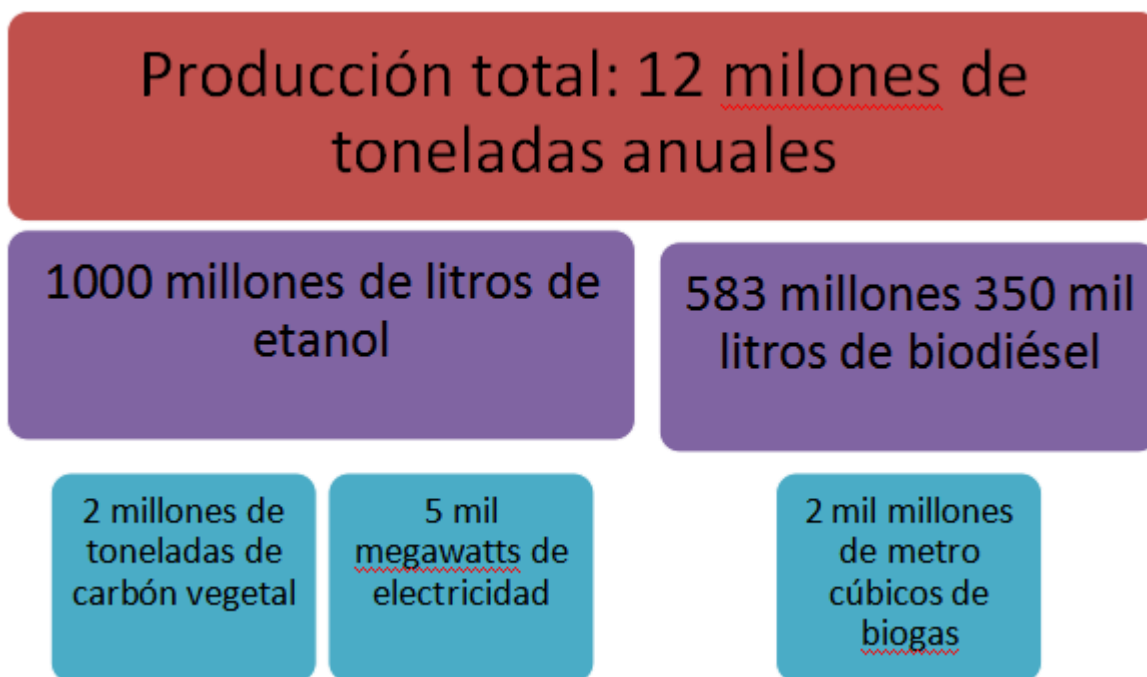 Producción total: 12 milones de
toneladas anuales
1000 millones de litros de
etanol
583 millones 350 mil
litros de biodiésel
2 millones de
toneladas de
carbón vegetal
5 mil
megawatts de
electricidad
2 mil millones
de metro
cúbicos de
biogas